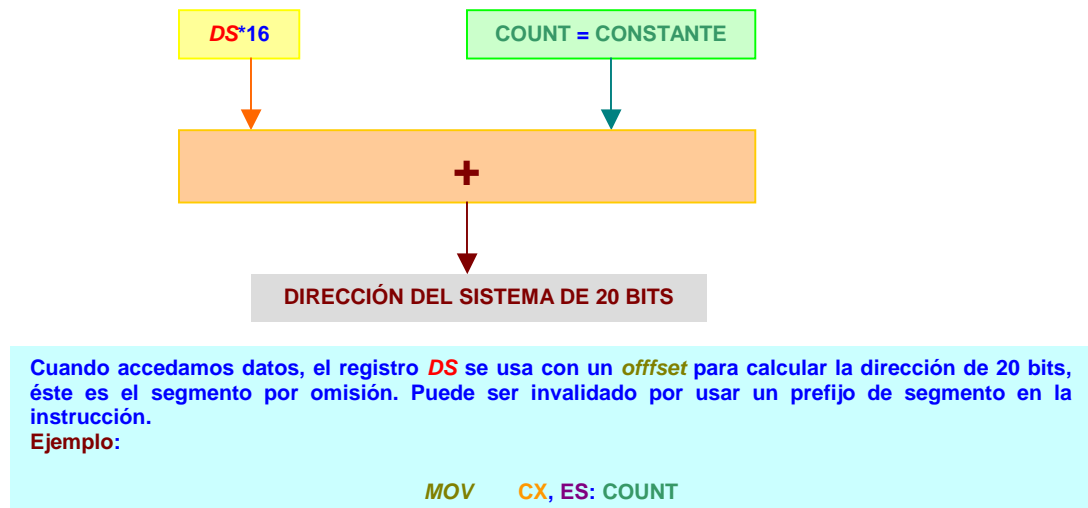 DS*16
COUNT = CONSTANTE
+
DIRECCIÓN DEL SISTEMA DE 20 BITS
Cuando accedamos datos, el registro DS se usa con un offfset para calcular la dirección de 20 bits,
éste es el segmento por omisión. Puede ser invalidado por usar un prefijo de segmento en la
instrucción.
Ejemplo:
MOV CX, ES: COUNT